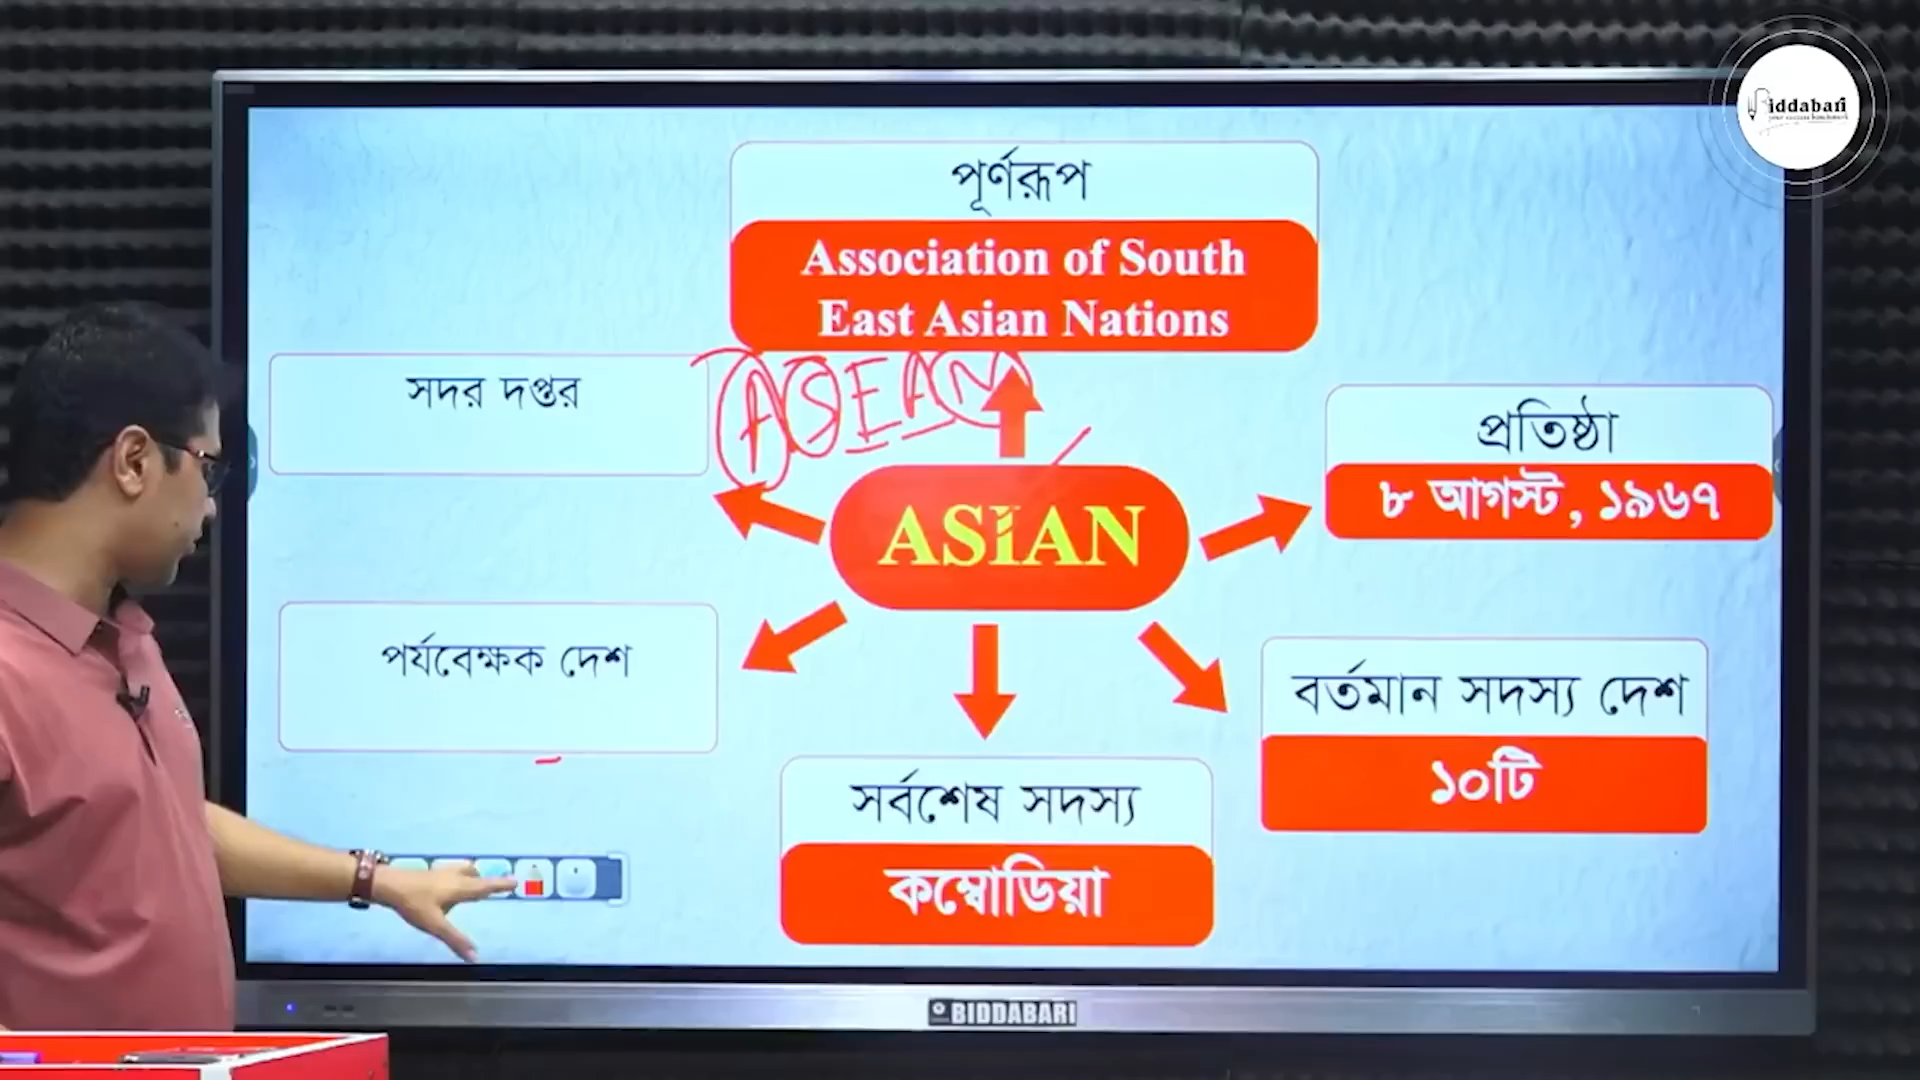 Biddabari
পূর্ণরূপ
Association of South
East Asian Nations
সদর দপ্তর
ASEAN
প্রতিষ্ঠা
৮ আগস্ট, ১৯৬৭
ASIAN
পর্যবেক্ষক দেশ
বর্তমান সদস্য দেশ
১০টি
সর্বশেষ সদস্য
কম্বোডিয়া
BIDDABARI